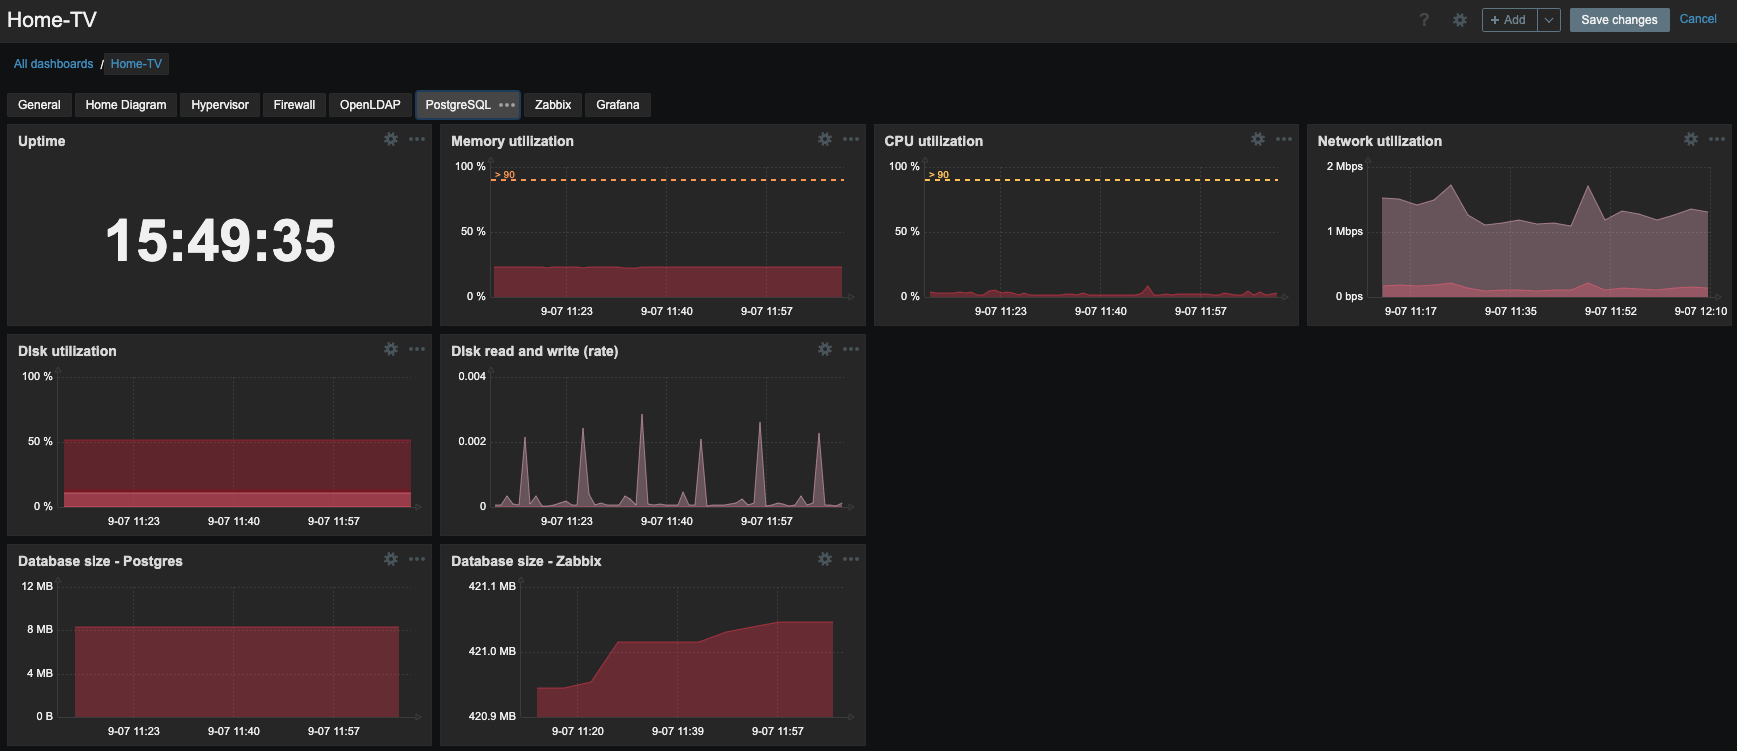 Home-TV
? + Add Save changes Cancel
All dashboards / Home-TV
General Home Diagram Hypervisor Firewall OpenLDAP PostgreSQL ••• Zabbix Grafana
Uptime
15:49:35
Memory utilization
100 %
> 90
50 %
0 %
9-07 11:23 9-07 11:40 9-07 11:57
CPU utilization
100 %
> 90
50 %
0 %
9-07 11:23 9-07 11:40 9-07 11:57
Network utilization
2 Mbps
1 Mbps
0 bps
9-07 11:17 9-07 11:35 9-07 11:52 9-07 12:10
Disk utilization
100 %
50 %
0 %
9-07 11:23 9-07 11:40 9-07 11:57
DIsk read and write (rate)
0.004
0.002
0
9-07 11:23 9-07 11:40 9-07 11:57
Database size - Postgres
12 MB
8 MB
4 MB
0 B
9-07 11:23 9-07 11:40 9-07 11:57
Database size - Zabbix
421.1 MB
421.0 MB
420.9 MB
9-07 11:20 9-07 11:39 9-07 11:57